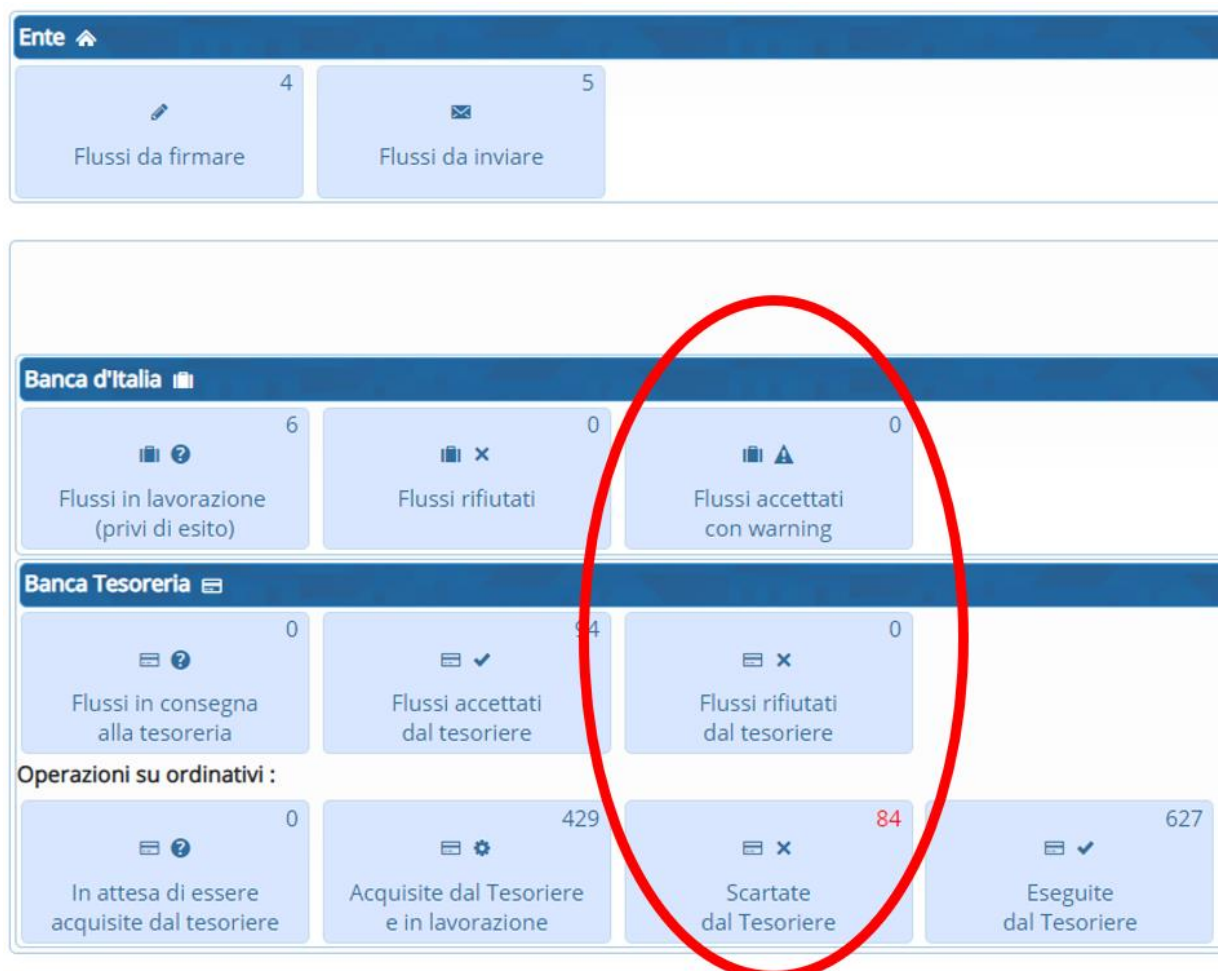 Ente
4 5
Flussi da firmare Flussi da inviare
Banca d'Italia
6 0 0
Flussi in lavorazione Flussi rifiutati Flussi accettati
(privi di esito) con warning
Banca Tesoreria
0 94 0
Flussi in consegna Flussi accettati Flussi rifiutati
alla tesoreria dal tesoriere dal tesoriere
Operazioni su ordinativi :
0 429 84 627
In attesa di essere Acquisite dal Tesoriere Scartate Eseguite
acquisite dal tesoriere e in lavorazione dal Tesoriere dal Tesoriere